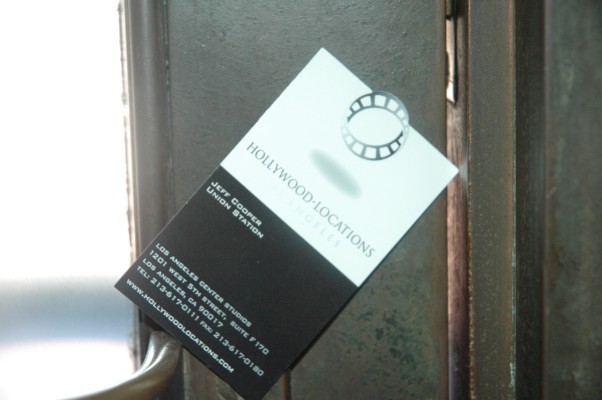 HOLLYWOOD·LOCATIONS
LOS ANGELES
JEFF COOPER
UNION STATION
LOS ANGELES CENTER STUDIOS
1201 WEST 5TH STREET, SUITE F170
LOS ANGELES, CA 90017
TEL: 213-617-0111 FAX: 213-617-0180
WWW.HOLLYWOODLOCATIONS.COM